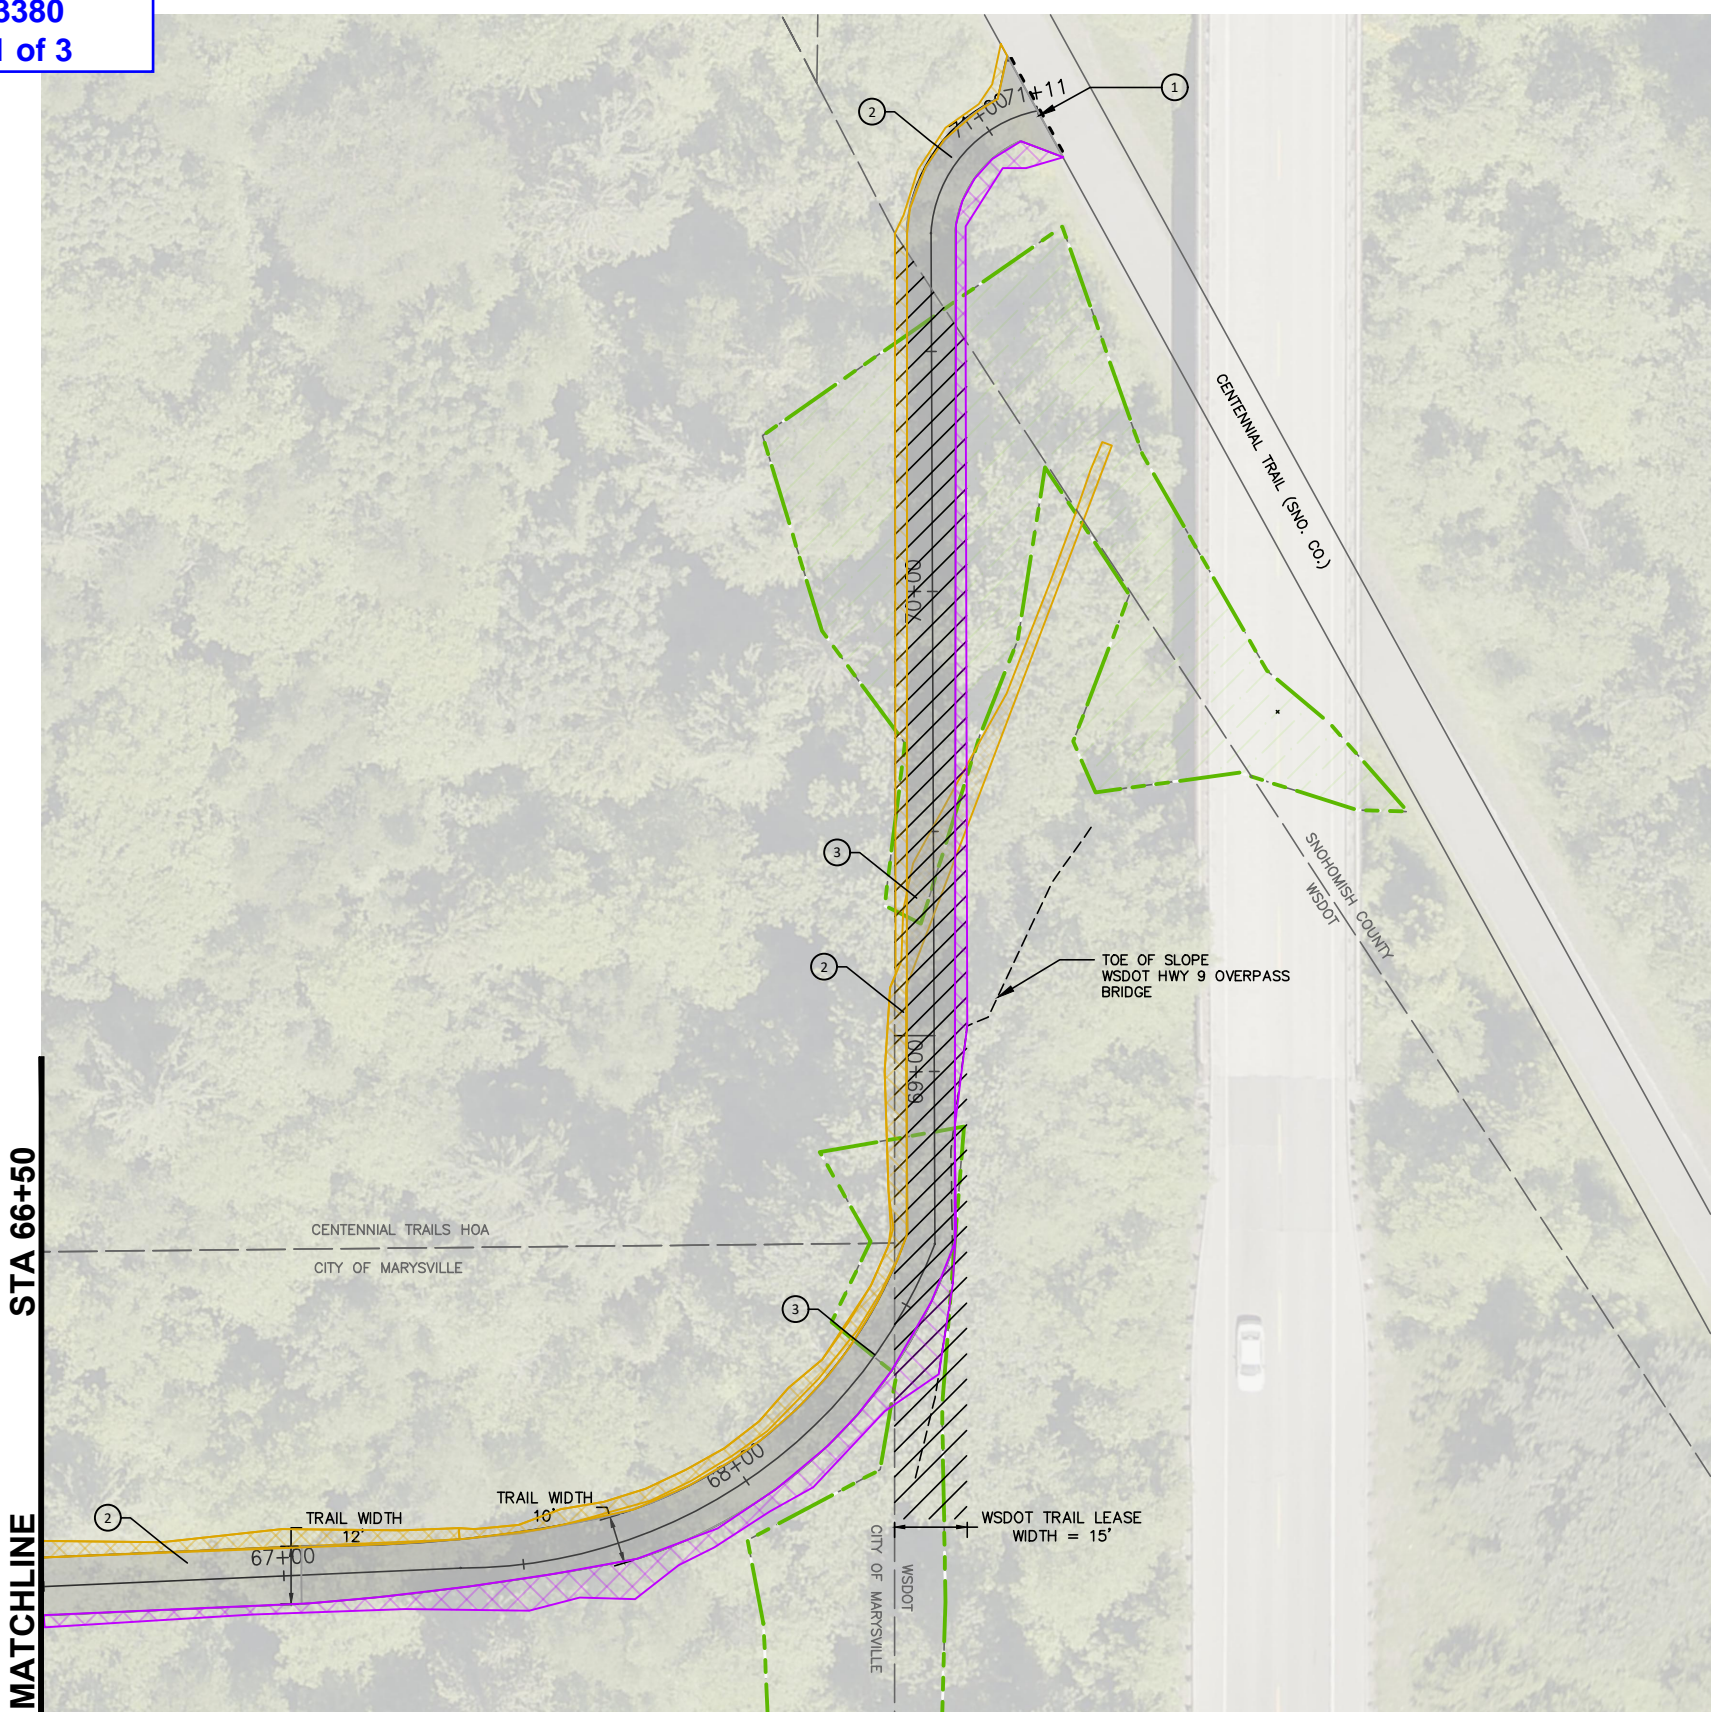 3380
1 of 3
71+00
71+11
1
2
CENTENNIAL TRAIL (SNO. CO.)
70+00
3
SNOHOMISH COUNTY
WSDOT
2
TOE OF SLOPE
WSDOT HWY 9 OVERPASS
BRIDGE
69+00
CENTENNIAL TRAILS HOA
CITY OF MARYSVILLE
3
68+00
TRAIL WIDTH
10'
TRAIL WIDTH
12'
2
67+00
WSDOT TRAIL LEASE
WIDTH = 15'
CITY OF MARYSVILLE
WSDOT
MATCHLINE STA 66+50